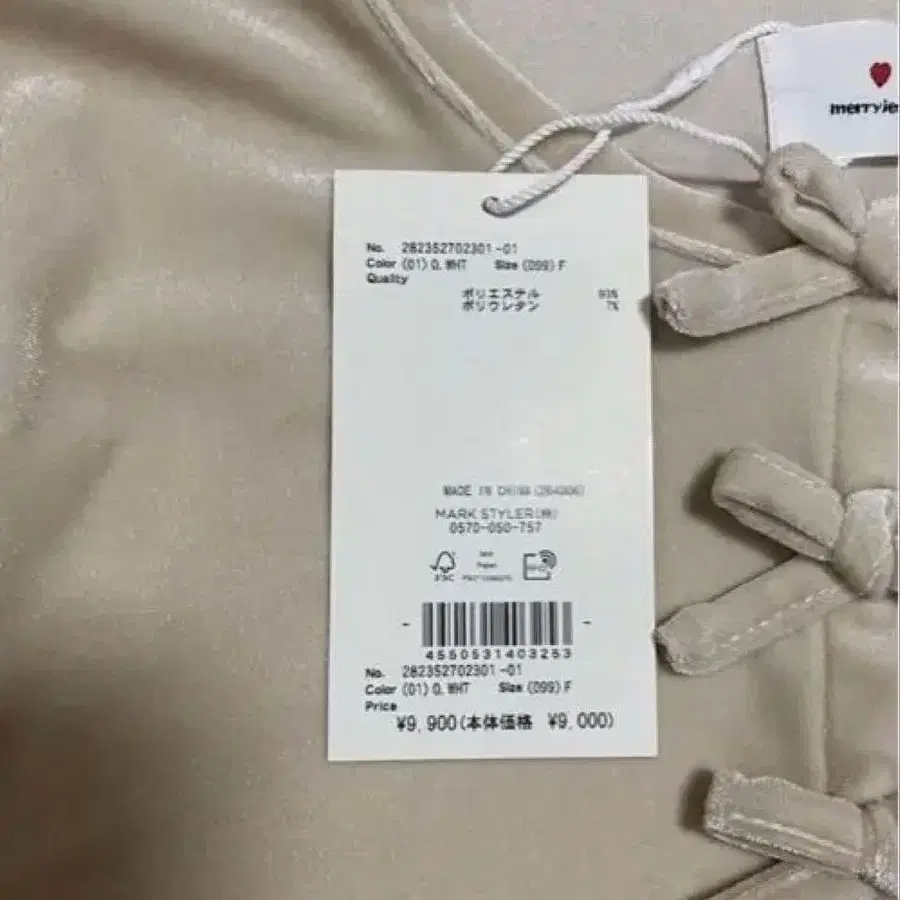 merryje
No. 282352702301-01
Color (01) O.WHT Size (099) F
Quality
ポリエステル 93%
ポリウレタン 7%
MADE IN CHINA
MARK STYLER(株)
0570-050-757
FSC
4550531403253
No. 282352702301-01
Color (01) O.WHT Size (099) F
Price
¥9,900(本体価格 ¥9,000)